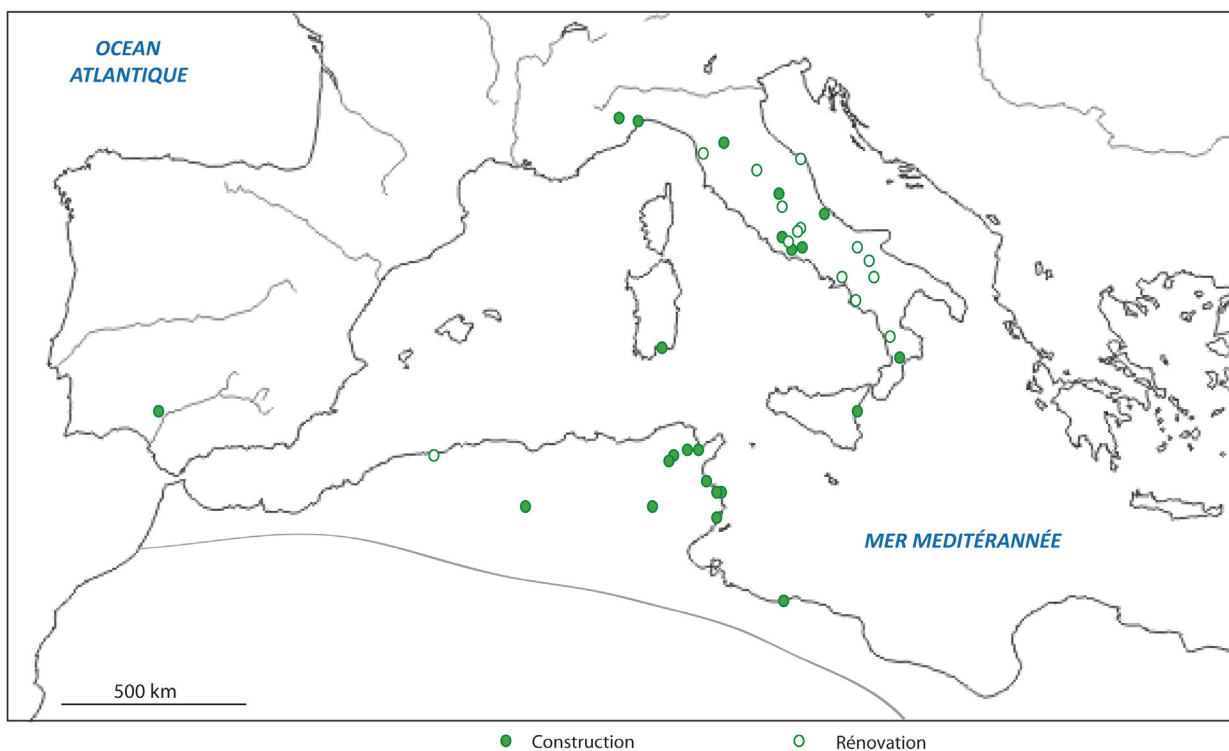 OCEAN
ATLANTIQUE
MER MEDITÉRANNÉE
500 km
Construction
Rénovation